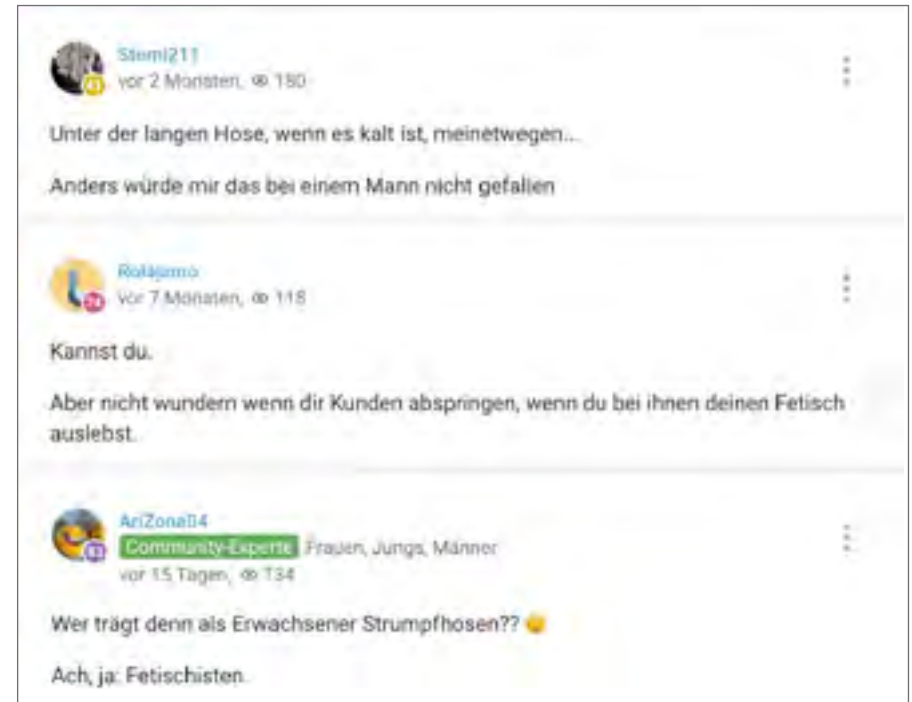 Stemi211
vor 2 Monaten, 180
Unter der langen Hose, wenn es kalt ist, meinetwegen...
Anders würde mir das bei einem Mann nicht gefallen
vor 7 Monaten, 118
Kannst du.
Aber nicht wundern wenn dir Kunden abspringen, wenn du bei ihnen deinen Fetisch
auslebst.
AriZona04
Community-Experte Frauen, Jungs, Männer
vor 15 Tagen, 134
Wer trägt denn als Erwachsener Strumpfhosen??
Ach, ja: Fetischisten.